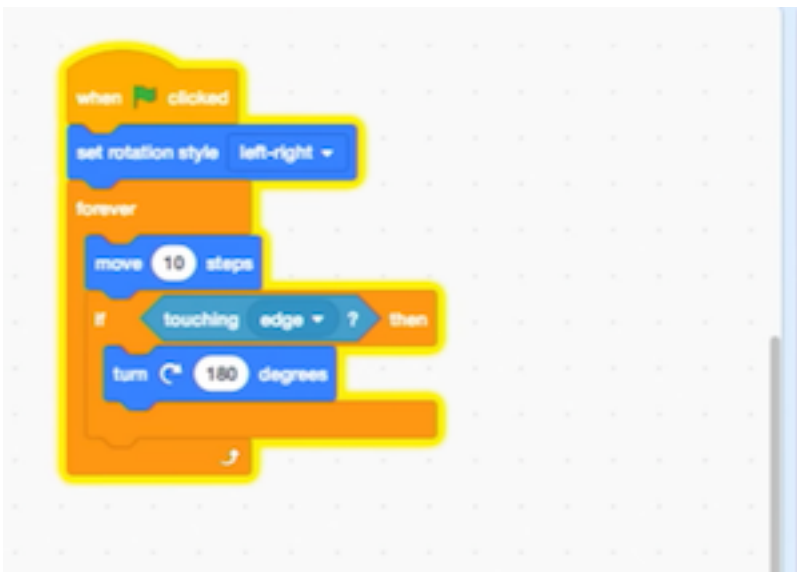 when clicked
set rotation style left-right
forever
move 10 steps
if touching edge ? then
turn 180 degrees